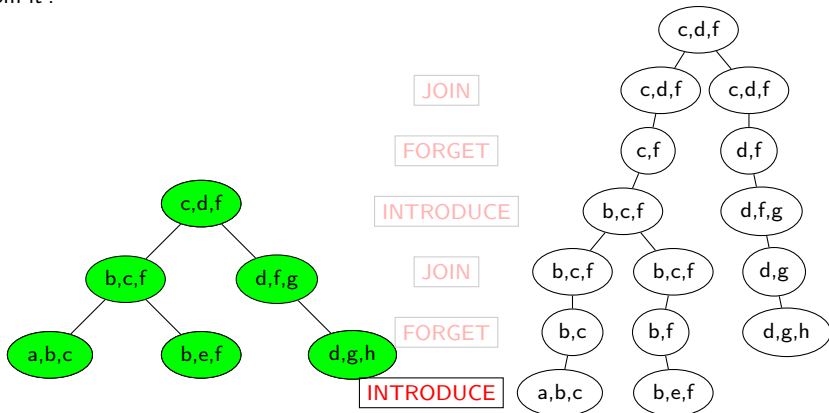 c,d,f
c,d,f c,d,f
JOIN
c,f d,f
FORGET
c,d,f b,c,f d,f,g
INTRODUCE
b,c,f d,f,g b,c,f b,c,f d,g
JOIN
b,c b,f d,g,h
FORGET
a,b,c b,e,f d,g,h
INTRODUCE a,b,c b,e,f